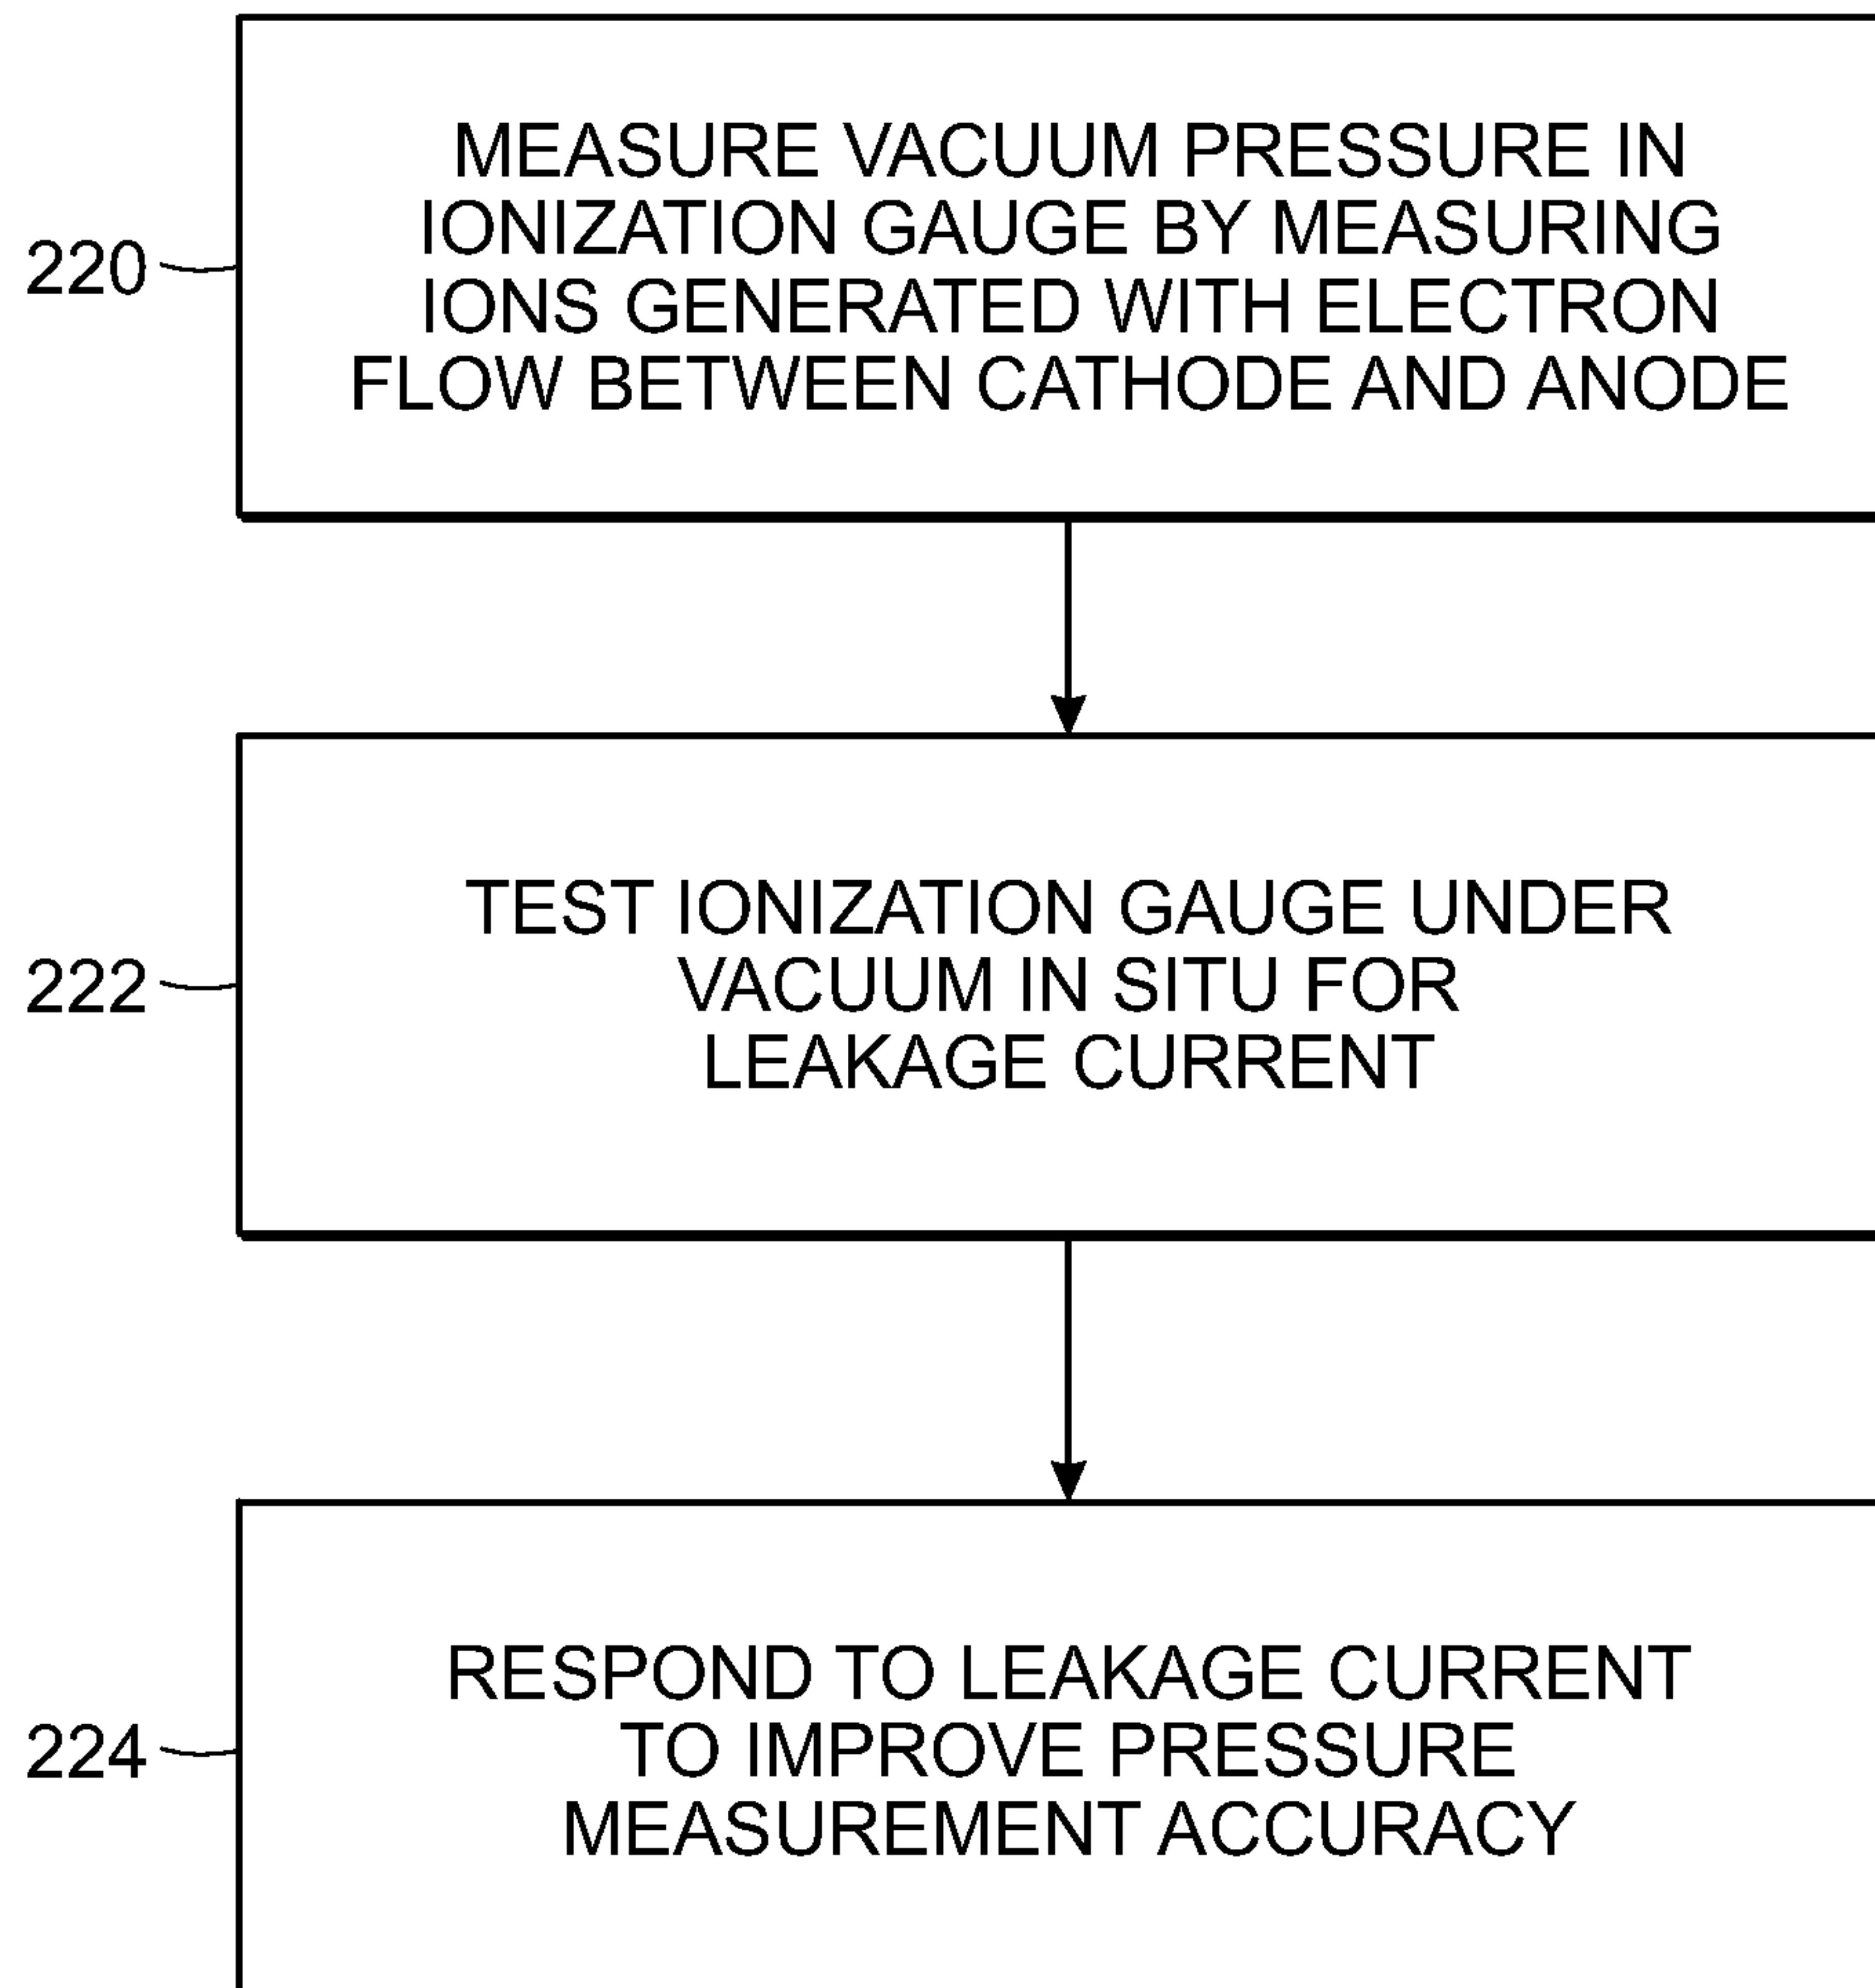 MEASURE VACUUM PRESSURE IN
IONIZATION GAUGE BY MEASURING
IONS GENERATED WITH ELECTRON
FLOW BETWEEN CATHODE AND ANODE
220
TEST IONIZATION GAUGE UNDER
VACUUM IN SITU FOR
LEAKAGE CURRENT
222
RESPOND TO LEAKAGE CURRENT
TO IMPROVE PRESSURE
MEASUREMENT ACCURACY
224